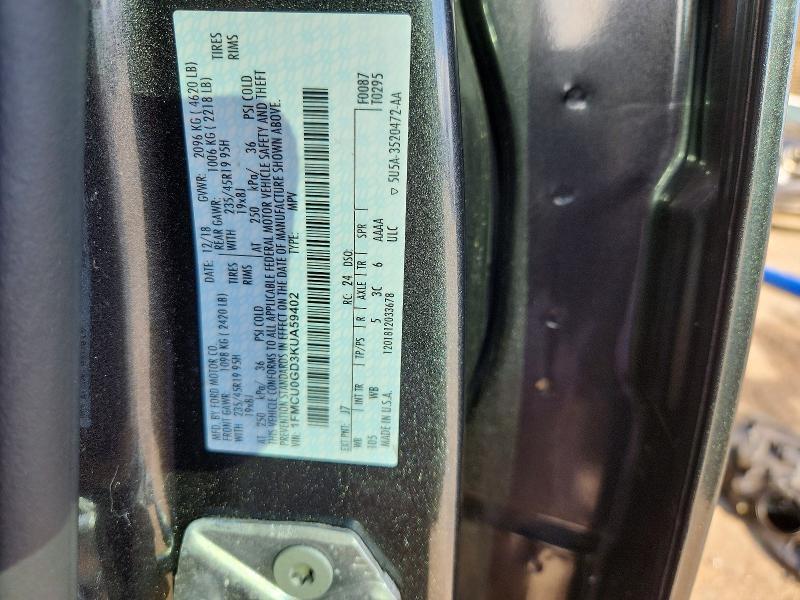 MFD. BY FORD MOTOR CO.
DATE: 12/18 GVWR: 2096 KG ( 4620 LB)
FRONT GAWR: 1098 KG (2420 LB) REAR GAWR: 1006 KG ( 2218 LB)
WITH 235/45R19 95H TIRES WITH 235/45R19 95H TIRES
19x8J RIMS 19x8J RIMS
AT 250 kPa/ 36 PSI COLD AT 250 kPa/ 36 PSI COLD
THIS VEHICLE CONFORMS TO ALL APPLICABLE FEDERAL MOTOR VEHICLE SAFETY AND THEFT
PREVENTION STANDARDS IN EFFECT ON THE DATE OF MANUFACTURE SHOWN ABOVE.
VIN: 1FMCU0GD3KUA59402 TYPE: MPV
EXT PNT: J7 RC: 24 DSO: F0087
T0295
WB INT TR TP/PS R AXLE TR SPR
105 WB 5 3C 6 AAAA
MADE IN U.S.A. 1201812033678 ULC
▽ 5U5A-3520472-AA